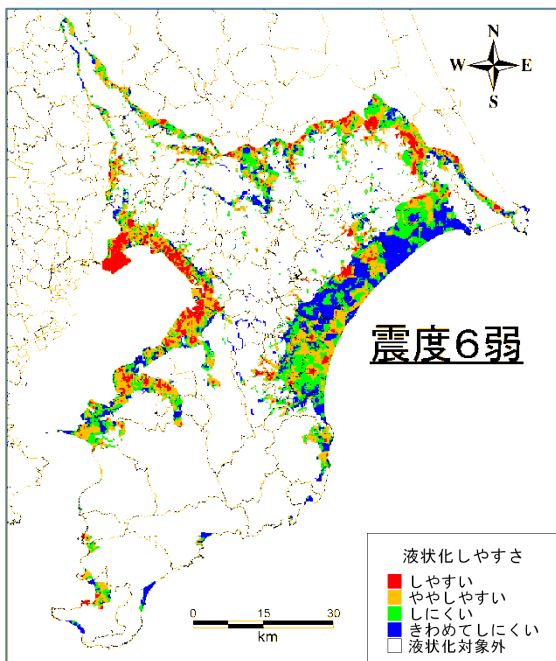 N
W E
S
震度6弱
液状化しやすさ
しやすい
ややしやすい
しにくい
きわめてしにくい
液状化対象外
0 15 30
km